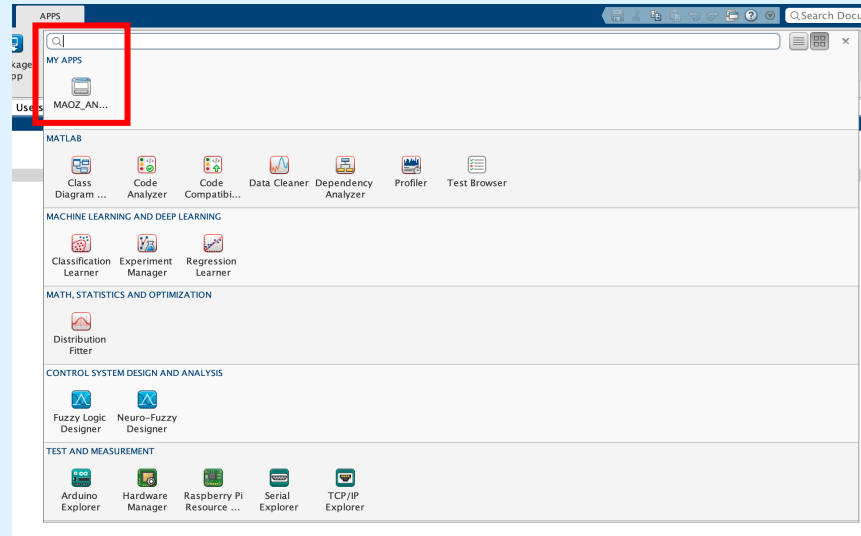 APPS
Search Docu
kage
pp
MY APPS
MAOZ_AN...
Users
MATLAB
Class Diagram ...
Code Analyzer
Code Compatibi...
Data Cleaner
Dependency Analyzer
Profiler
Test Browser
MACHINE LEARNING AND DEEP LEARNING
Classification Learner
Experiment Manager
Regression Learner
MATH, STATISTICS AND OPTIMIZATION
Distribution Fitter
CONTROL SYSTEM DESIGN AND ANALYSIS
Fuzzy Logic Designer
Neuro-Fuzzy Designer
TEST AND MEASUREMENT
Arduino Explorer
Hardware Manager
Raspberry Pi Resource ...
Serial Explorer
TCP/IP Explorer